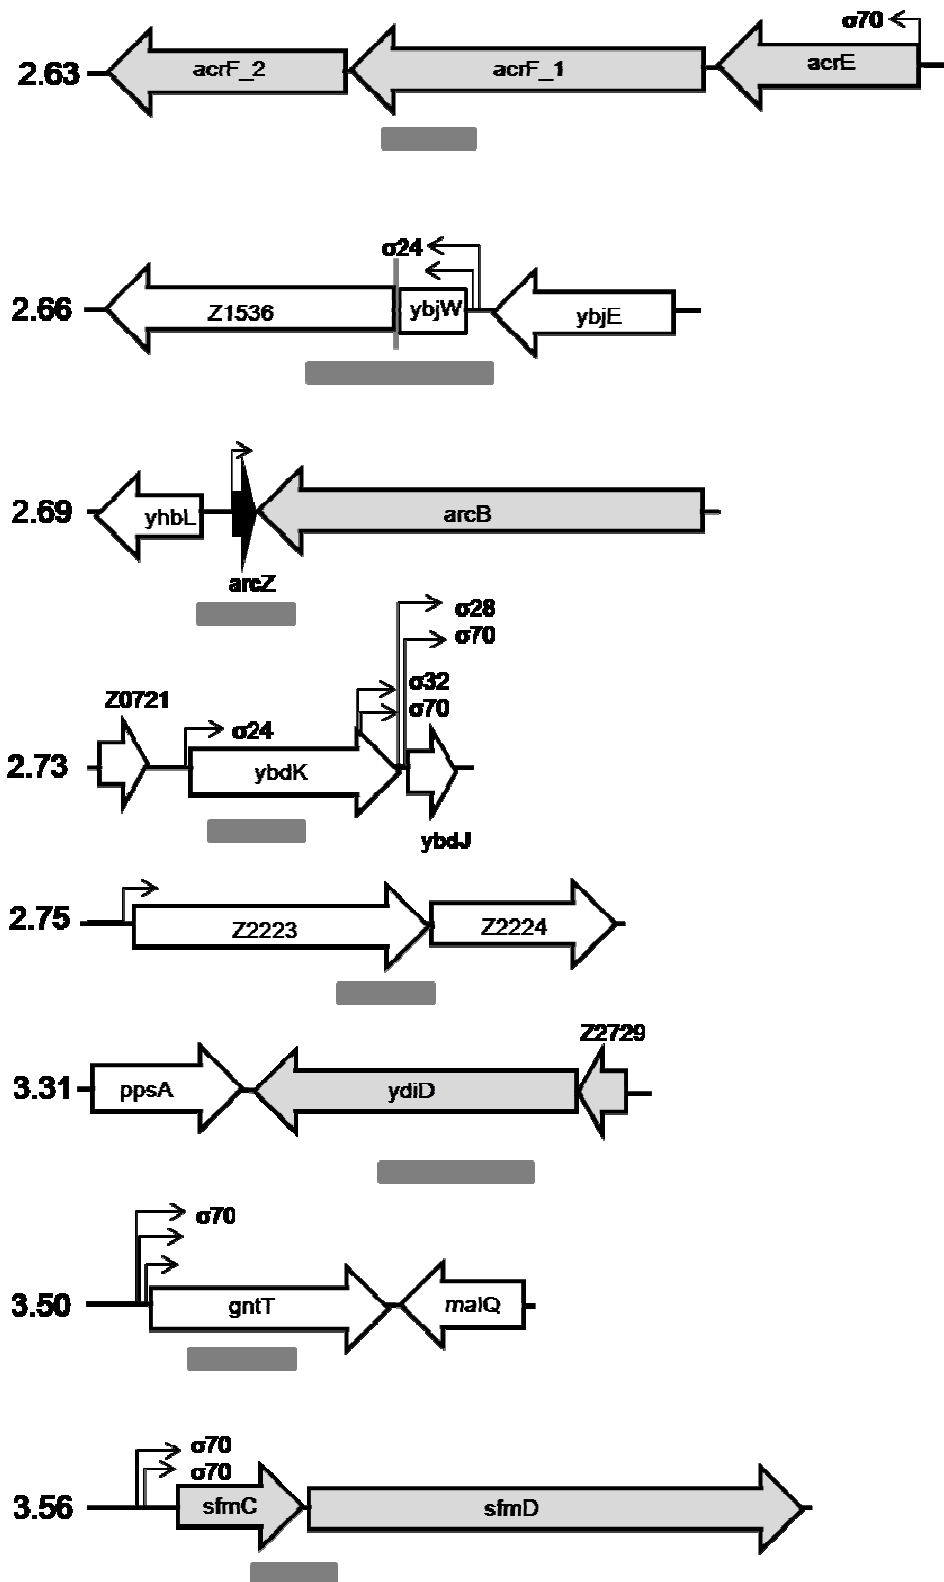 σ70
2.63 acrF_2 acrF_1 acrE
σ24
2.66 Z1536 ybjW ybjE
2.69 yhbL arcB
arcZ
σ28
σ70
Z0721 σ32
σ24 σ70
2.73 ybdK
ybdJ
2.75 Z2223 Z2224
Z2729
3.31 ppsA ydiD
σ70
3.50 gntT malQ
σ70
σ70
3.56 sfmC sfmD